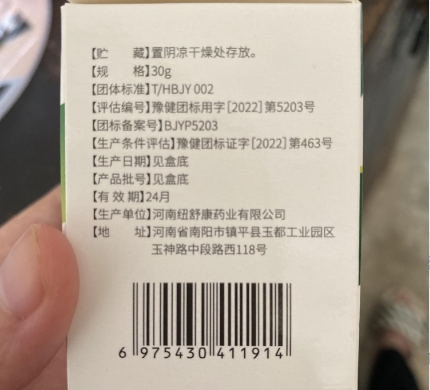 【贮　　藏】置阴凉干燥处存放。
【规　　格】30g
【团体标准】T/HBJY 002
【评估编号】豫健团标用字[2022]第5203号
【团标备案号】BJYP5203
【生产条件评估】豫健团标证字[2022]第463号
【生产日期】见盒底
【产品批号】见盒底
【有 效 期】24月
【生产单位】河南纽舒康药业有限公司
【地　　址】河南省南阳市镇平县玉都工业园区
玉神路中段路西118号
6 975430 411914